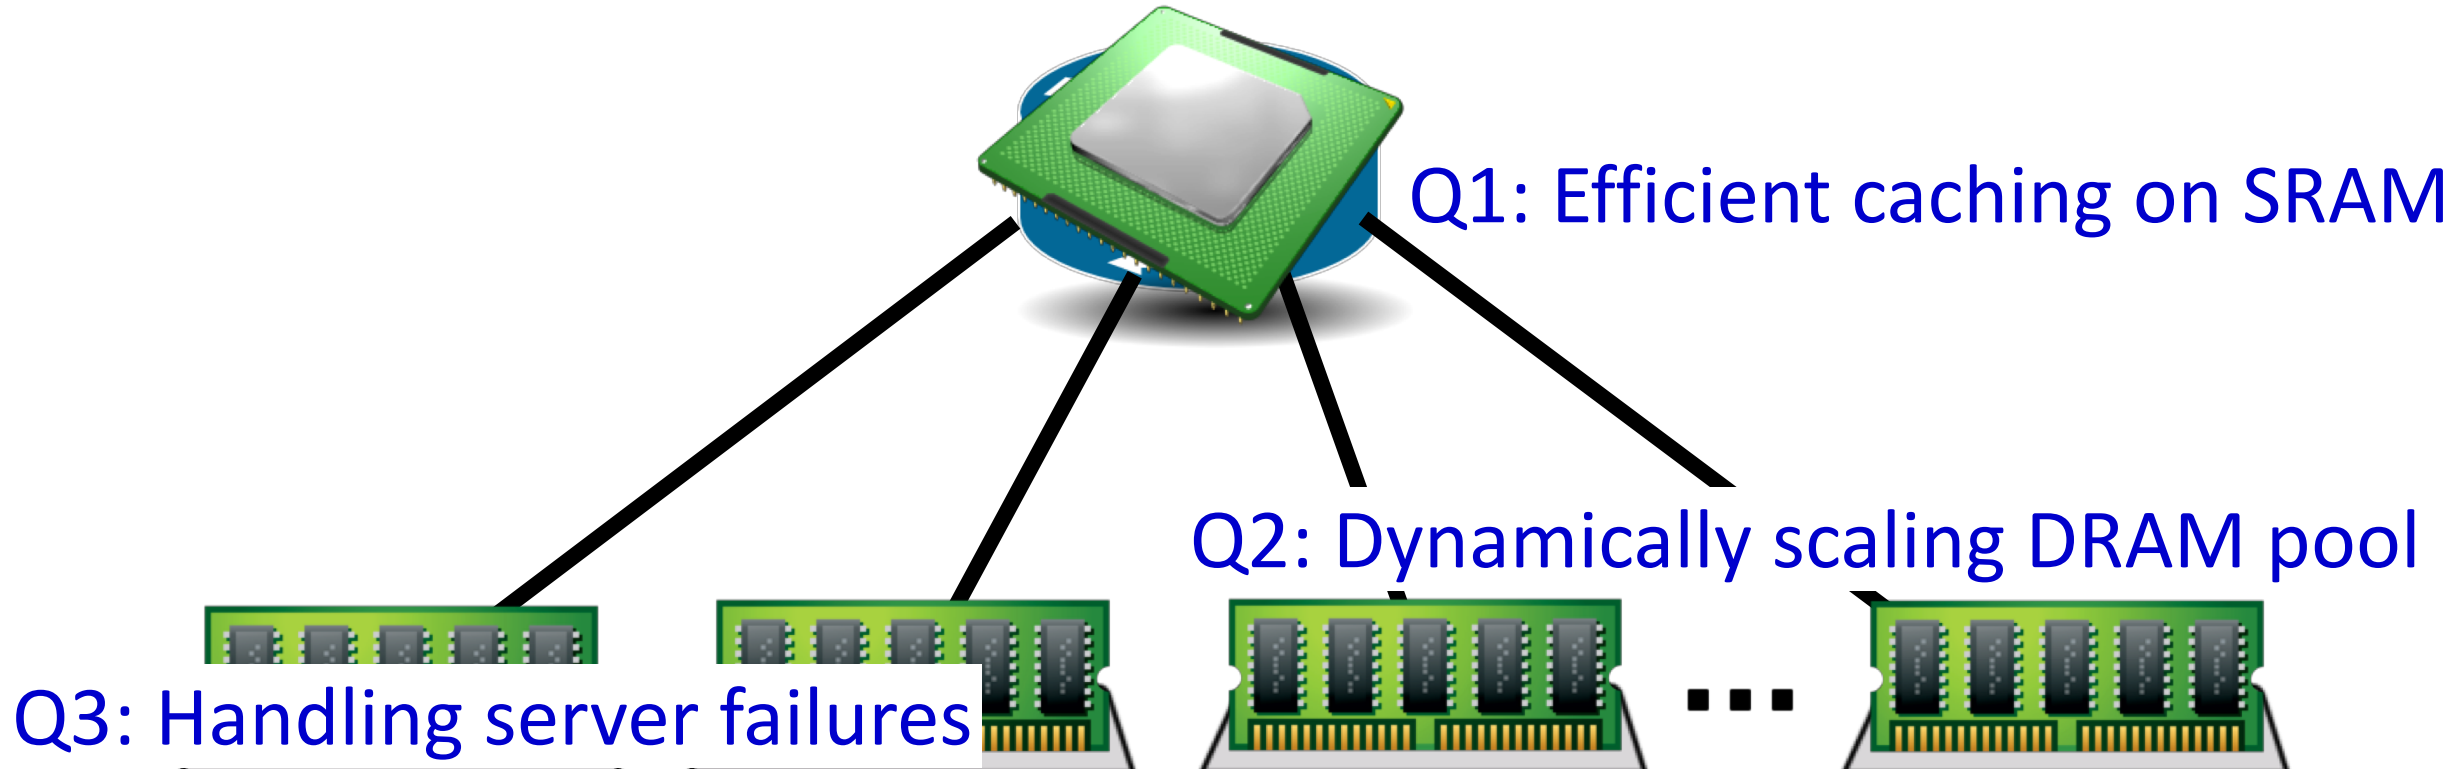 Q1: Efficient caching on SRAM
Q2: Dynamically scaling DRAM pool
Q3: Handling server failures